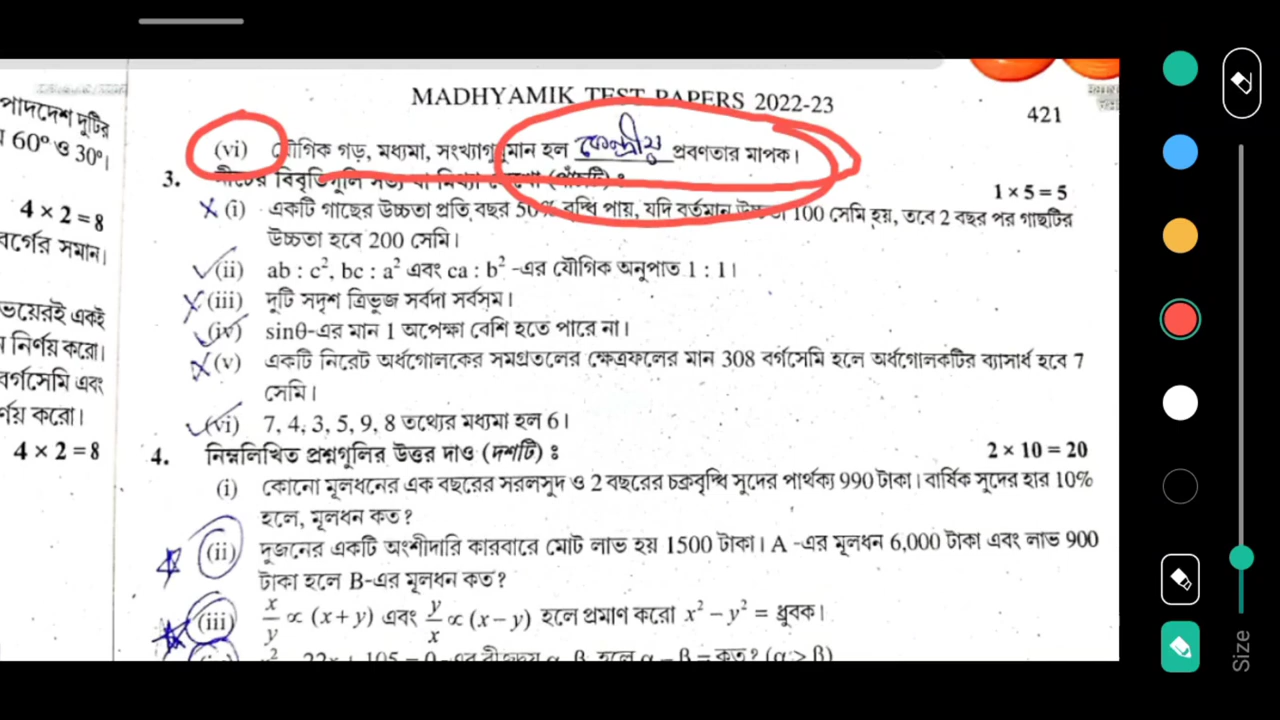 MADHYAMIK TEST PAPERS 2022-23
421
পাদদেশ দুটির
60° ও 30°।
4 × 2 = 8
বর্গের সমান।
ভয়েরই একই
নির্ণয় করো।
বর্গসেমি এবং
র্ণয় করো।
4 × 2 = 8
(vi) যৌগিক গড়, মধ্যমা, সংখ্যাগুরুমান হল কেন্দ্রীয় প্রবণতার মাপক।
3. নীচের বিবৃতিগুলি সত্য বা মিথ্যা লেখো (পাঁচটি) : 1 × 5 = 5
(i) একটি গাছের উচ্চতা প্রতি বছর 50% বৃদ্ধি পায়, যদি বর্তমান উচ্চতা 100 সেমি হয়, তবে 2 বছর পর গাছটির
উচ্চতা হবে 200 সেমি।
(ii) ab : c², bc : a² এবং ca : b² -এর যৌগিক অনুপাত 1 : 1।
(iii) দুটি সদৃশ ত্রিভুজ সর্বদা সর্বসম।
(iv) sinθ-এর মান 1 অপেক্ষা বেশি হতে পারে না।
(v) একটি নিরেট অর্ধগোলকের সমগ্রতলের ক্ষেত্রফলের মান 308 বর্গসেমি হলে অর্ধগোলকটির ব্যাসার্ধ হবে 7
সেমি।
(vi) 7, 4, 3, 5, 9, 8 তথ্যের মধ্যমা হল 6।
4. নিম্নলিখিত প্রশ্নগুলির উত্তর দাও (দশটি) : 2 × 10 = 20
(i) কোনো মূলধনের এক বছরের সরলসুদ ও 2 বছরের চক্রবৃদ্ধি সুদের পার্থক্য 990 টাকা। বার্ষিক সুদের হার 10%
হলে, মূলধন কত?
(ii) দুজনের একটি অংশীদারি কারবারে মোট লাভ হয় 1500 টাকা। A -এর মূলধন 6,000 টাকা এবং লাভ 900
টাকা হলে B-এর মূলধন কত?
(iii) x/y ∝ (x + y) এবং y/x ∝ (x − y) হলে প্রমাণ করো x² − y² = ধ্রুবক।
Size